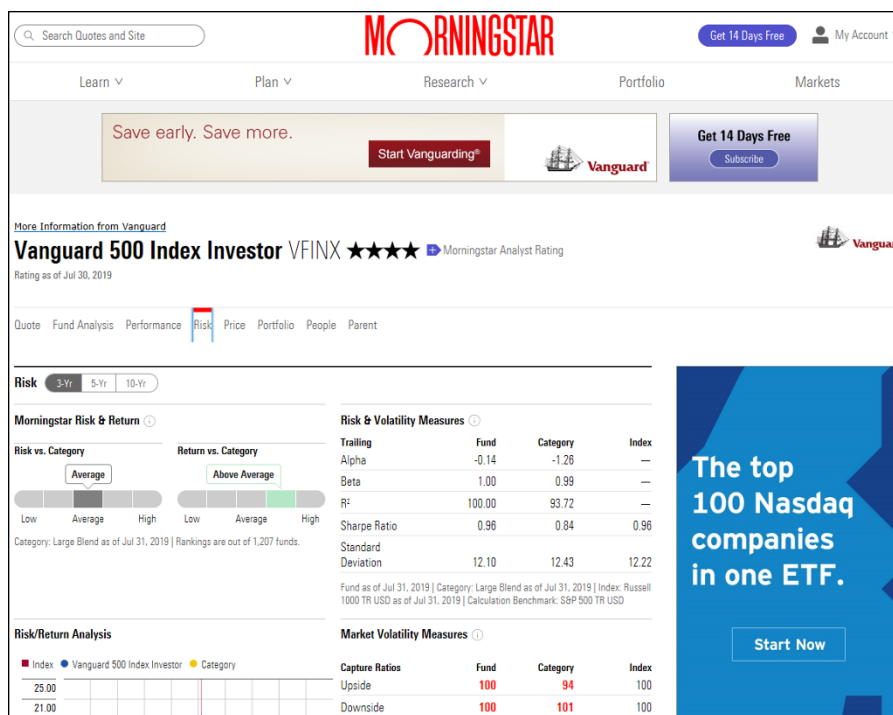 Search Quotes and Site
MORNINGSTAR
Get 14 Days Free
My Account
Learn
Plan
Research
Portfolio
Markets
Save early. Save more.
Start Vanguarding®
Vanguard®
Get 14 Days Free
Subscribe
More Information from Vanguard
Vanguard 500 Index Investor VFINX ★★★★ Morningstar Analyst Rating
Rating as of Jul 30, 2019
Vanguar
Quote Fund Analysis Performance Risk Price Portfolio People Parent
Risk 3-Yr 5-Yr 10-Yr
Morningstar Risk & Return
Risk vs. Category
Average
Low Average High
Return vs. Category
Above Average
Low Average High
Category: Large Blend as of Jul 31, 2019 | Rankings are out of 1,207 funds.
Risk & Volatility Measures
Trailing Fund Category Index
Alpha -0.14 -1.26 —
Beta 1.00 0.99 —
R² 100.00 93.72 —
Sharpe Ratio 0.96 0.84 0.96
Standard
Deviation 12.10 12.43 12.22
Fund as of Jul 31, 2019 | Category: Large Blend as of Jul 31, 2019 | Index: Russell
1000 TR USD as of Jul 31, 2019 | Calculation Benchmark: S&P 500 TR USD
Risk/Return Analysis
Index Vanguard 500 Index Investor Category
25.00
21.00
Market Volatility Measures
Capture Ratios Fund Category Index
Upside 100 94 100
Downside 100 101 100
The top
100 Nasdaq
companies
in one ETF.
Start Now